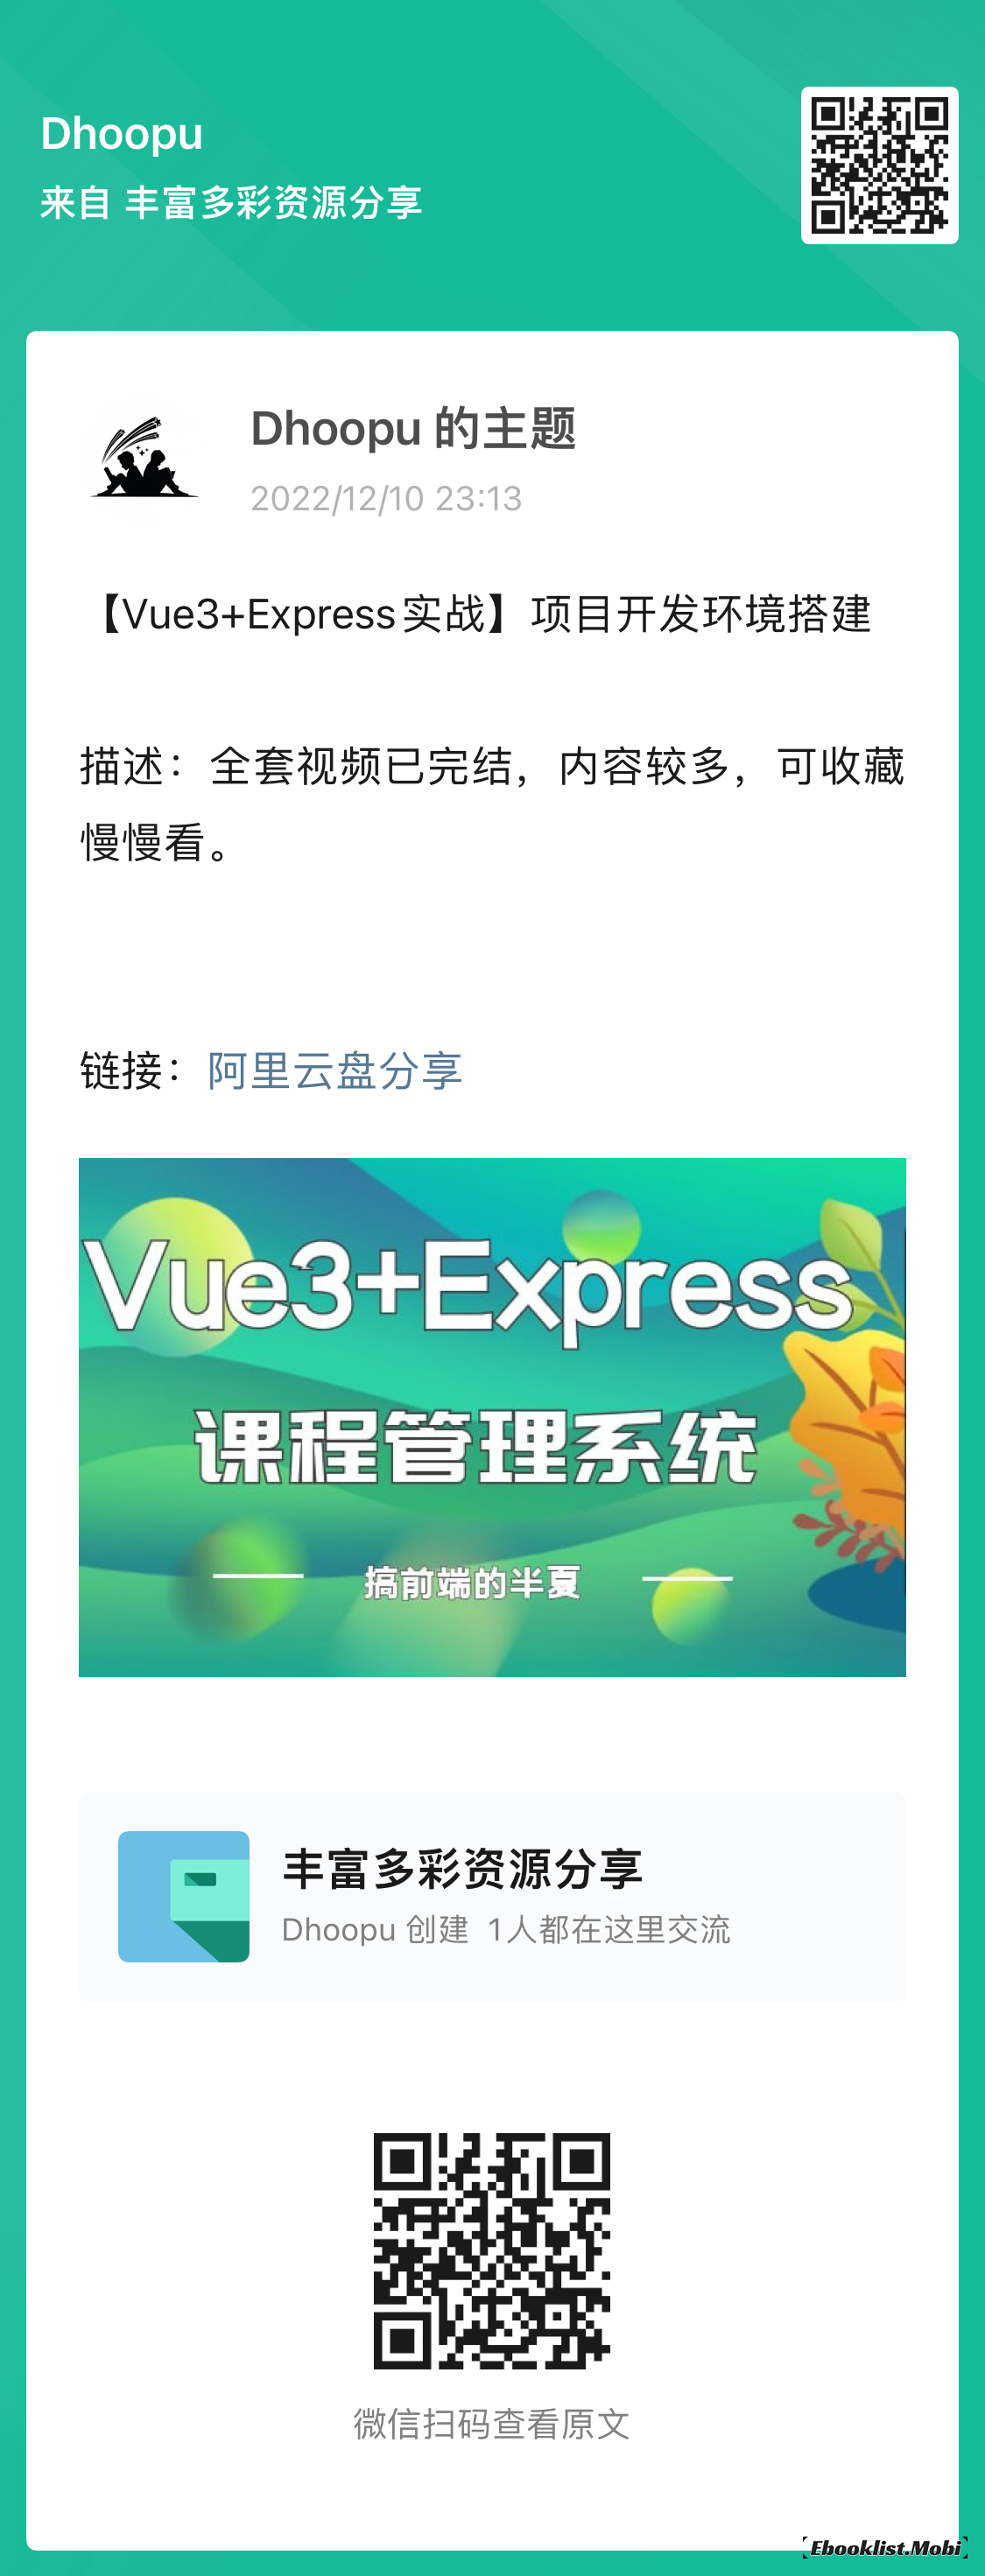 Dhoopu
来自 丰富多彩资源分享
Dhoopu 的主题
2022/12/10 23:13
【Vue3+Express实战】项目开发环境搭建
描述：全套视频已完结，内容较多，可收藏
慢慢看。
链接：阿里云盘分享
Vue3+Express
课程管理系统
搞前端的半夏
丰富多彩资源分享
Dhoopu 创建 1人都在这里交流
微信扫码查看原文
【Ebooklist.Mobi】